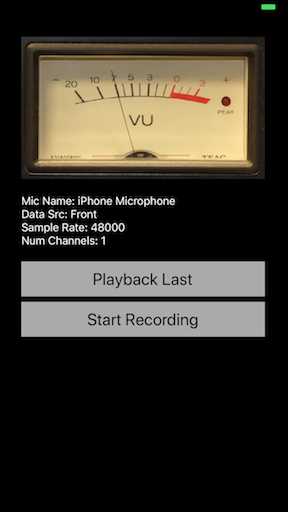 − 20 10 7 5 3 0 3 +
PEAK
VU
TEAC
Mic Name: iPhone Microphone
Data Src: Front
Sample Rate: 48000
Num Channels: 1
Playback Last
Start Recording